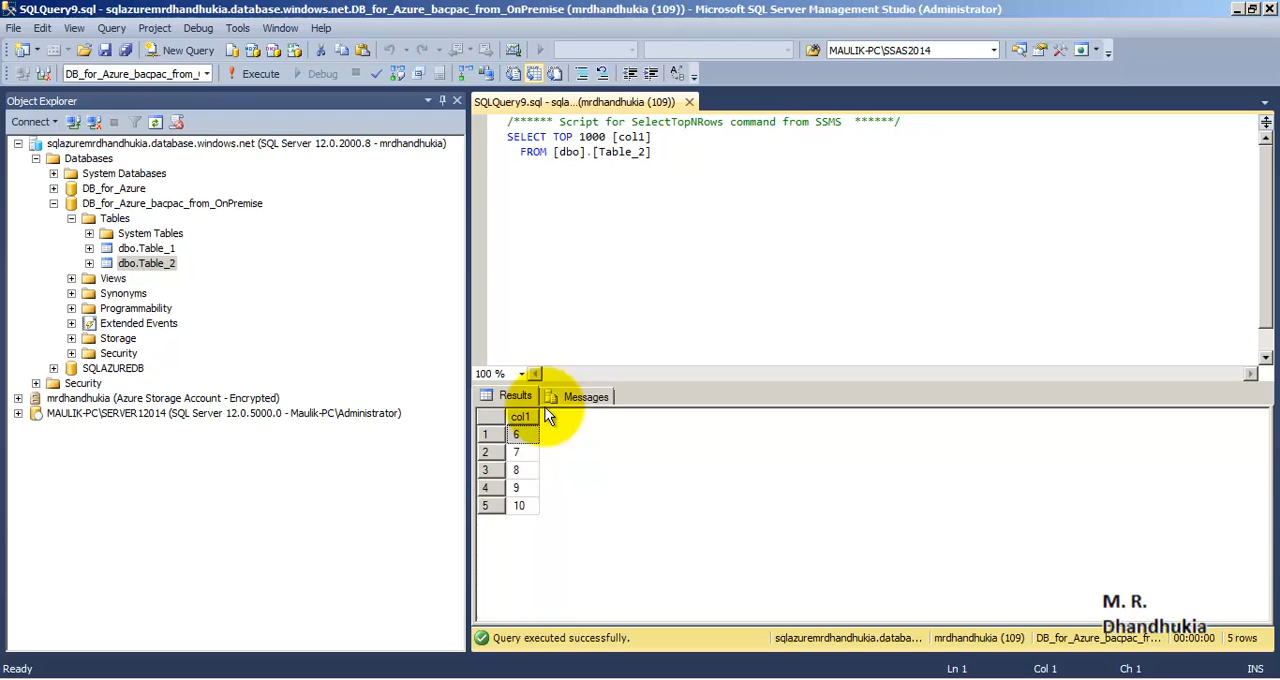 SQLQuery9.sql - sqlazuremrdhandhukia.database.windows.net.DB_for_Azure_bacpac_from_OnPremise (mrdhandhukia (109)) - Microsoft SQL Server Management Studio (Administrator)
File Edit View Query Project Debug Tools Window Help
New Query MAULIK-PC\SSAS2014
DB_for_Azure_bacpac_from_ Execute Debug
Object Explorer
SQLQuery9.sql - sqla...(mrdhandhukia (109))
Connect
sqlazuremrdhandhukia.database.windows.net (SQL Server 12.0.2000.8 - mrdhandhukia)
Databases
System Databases
DB_for_Azure
DB_for_Azure_bacpac_from_OnPremise
Tables
System Tables
dbo.Table_1
dbo.Table_2
Views
Synonyms
Programmability
Extended Events
Storage
Security
SQLAZUREDB
Security
mrdhandhukia (Azure Storage Account - Encrypted)
MAULIK-PC\SERVER12014 (SQL Server 12.0.5000.0 - Maulik-PC\Administrator)
/****** Script for SelectTopNRows command from SSMS ******/
SELECT TOP 1000 [col1]
FROM [dbo].[Table_2]
100 %
Results Messages
col1
1 6
2 7
3 8
4 9
5 10
M. R.
Dhandhukia
Query executed successfully. sqlazuremrdhandhukia.databa... mrdhandhukia (109) DB_for_Azure_bacpac_fr... 00:00:00 5 rows
Ready Ln 1 Col 1 Ch 1 INS